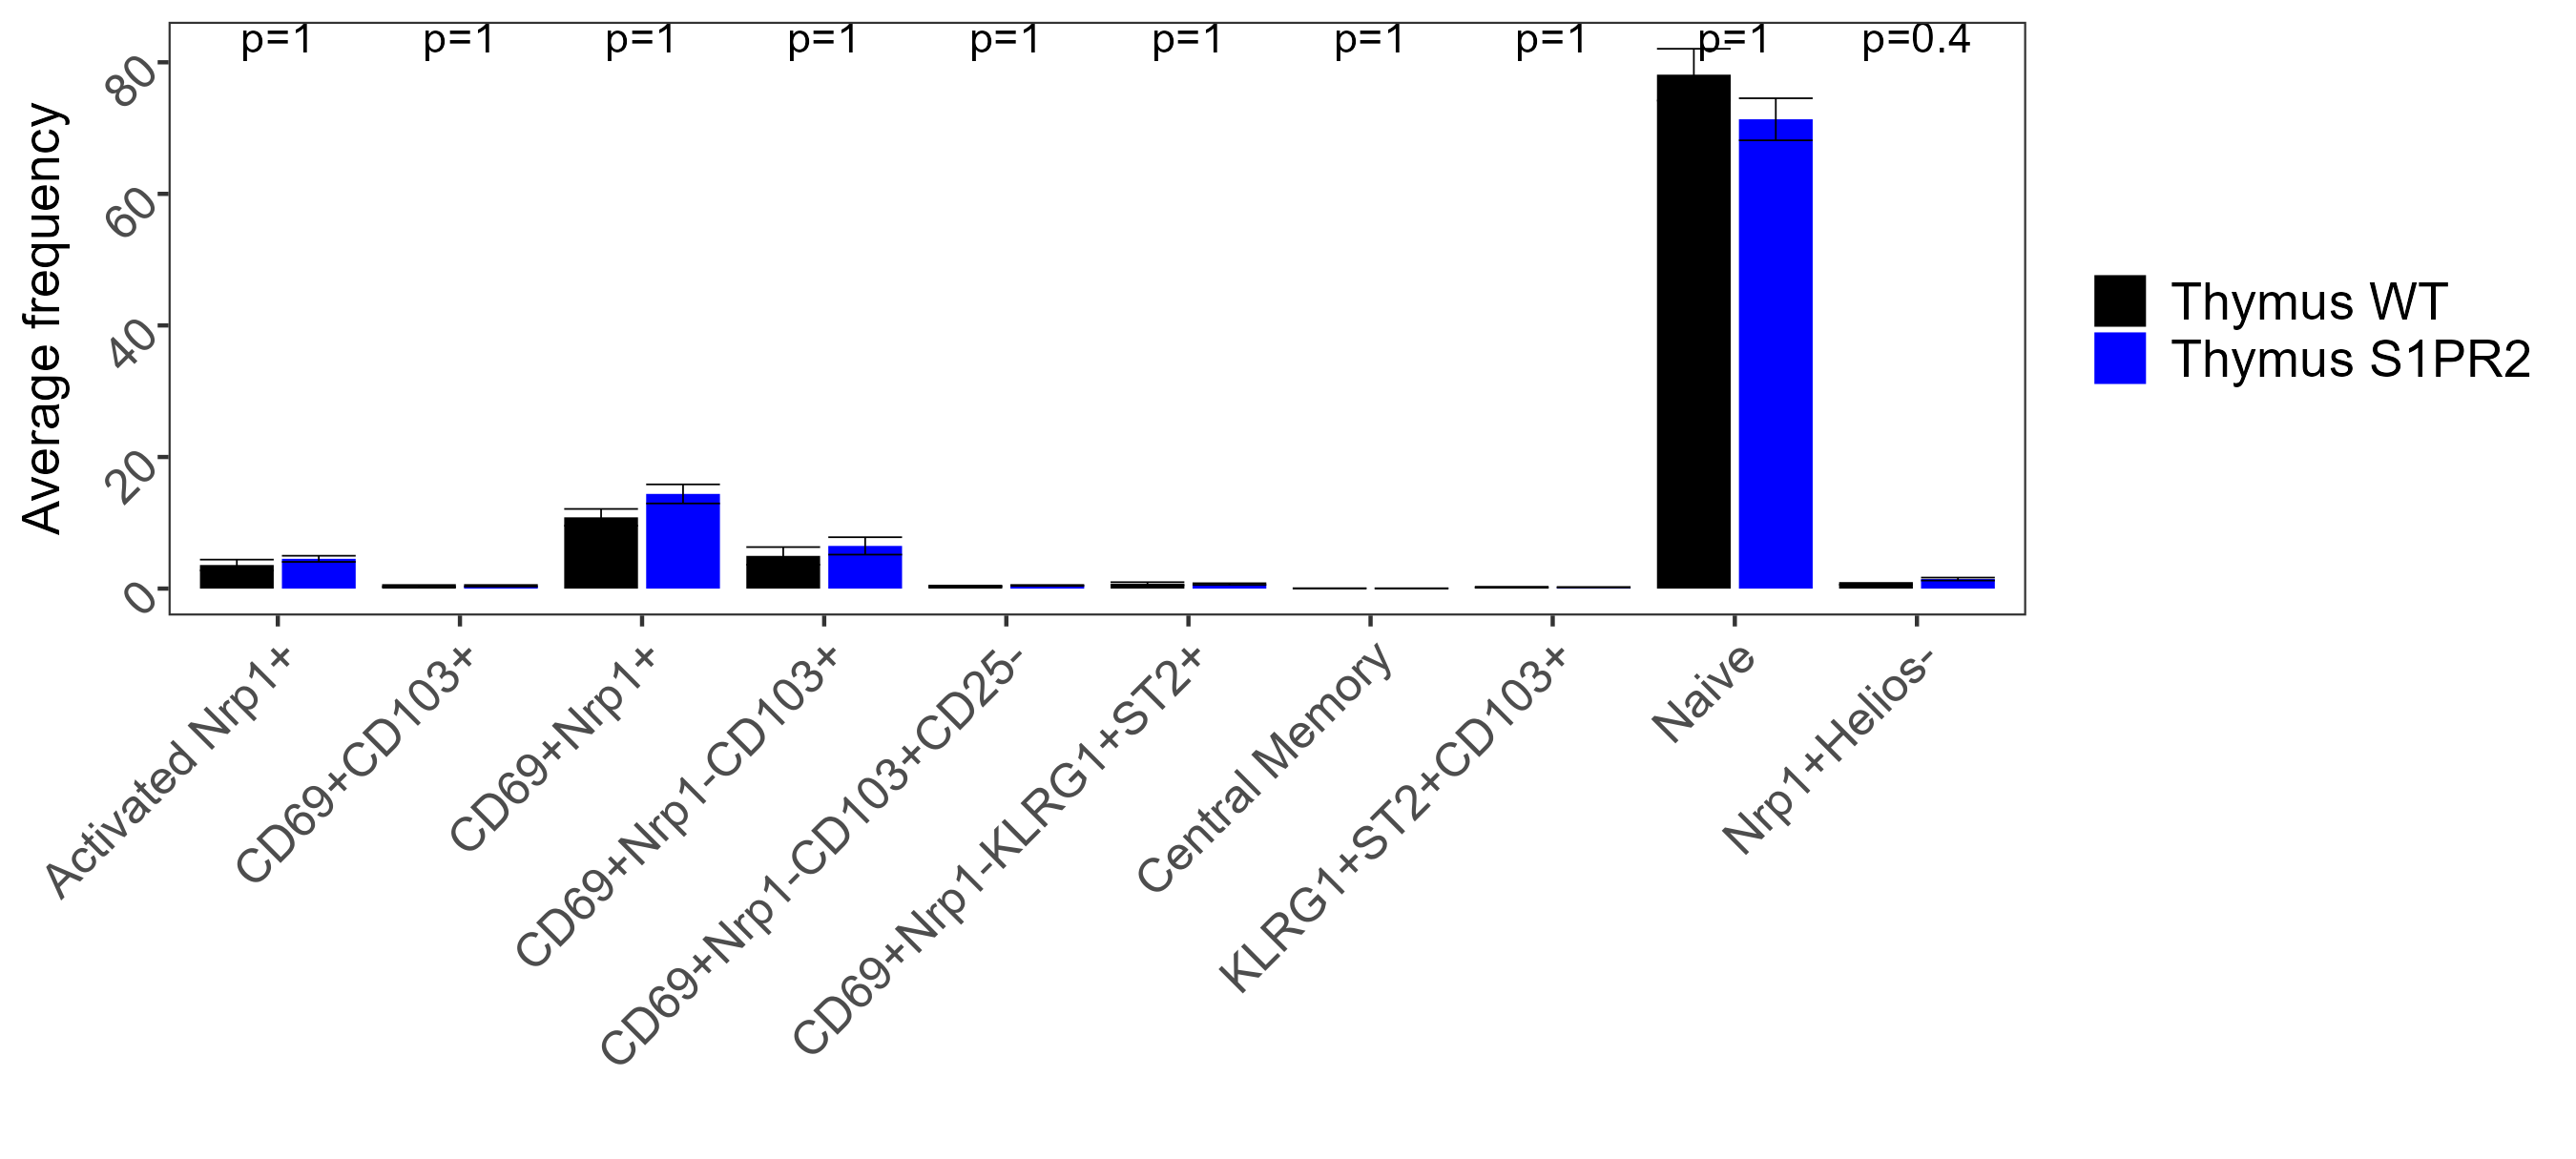 p=1 p=1 p=1 p=1 p=1 p=1 p=1 p=1 p=1 p=0.4
Average frequency
80
60
40
20
0
Thymus WT
Thymus S1PR2
Activated Nrp1+
CD69+CD103+
CD69+Nrp1+
CD69+Nrp1-CD103+
CD69+Nrp1-CD103+CD25-
CD69+Nrp1-KLRG1+ST2+
Central Memory
KLRG1+ST2+CD103+
Naive
Nrp1+Helios-